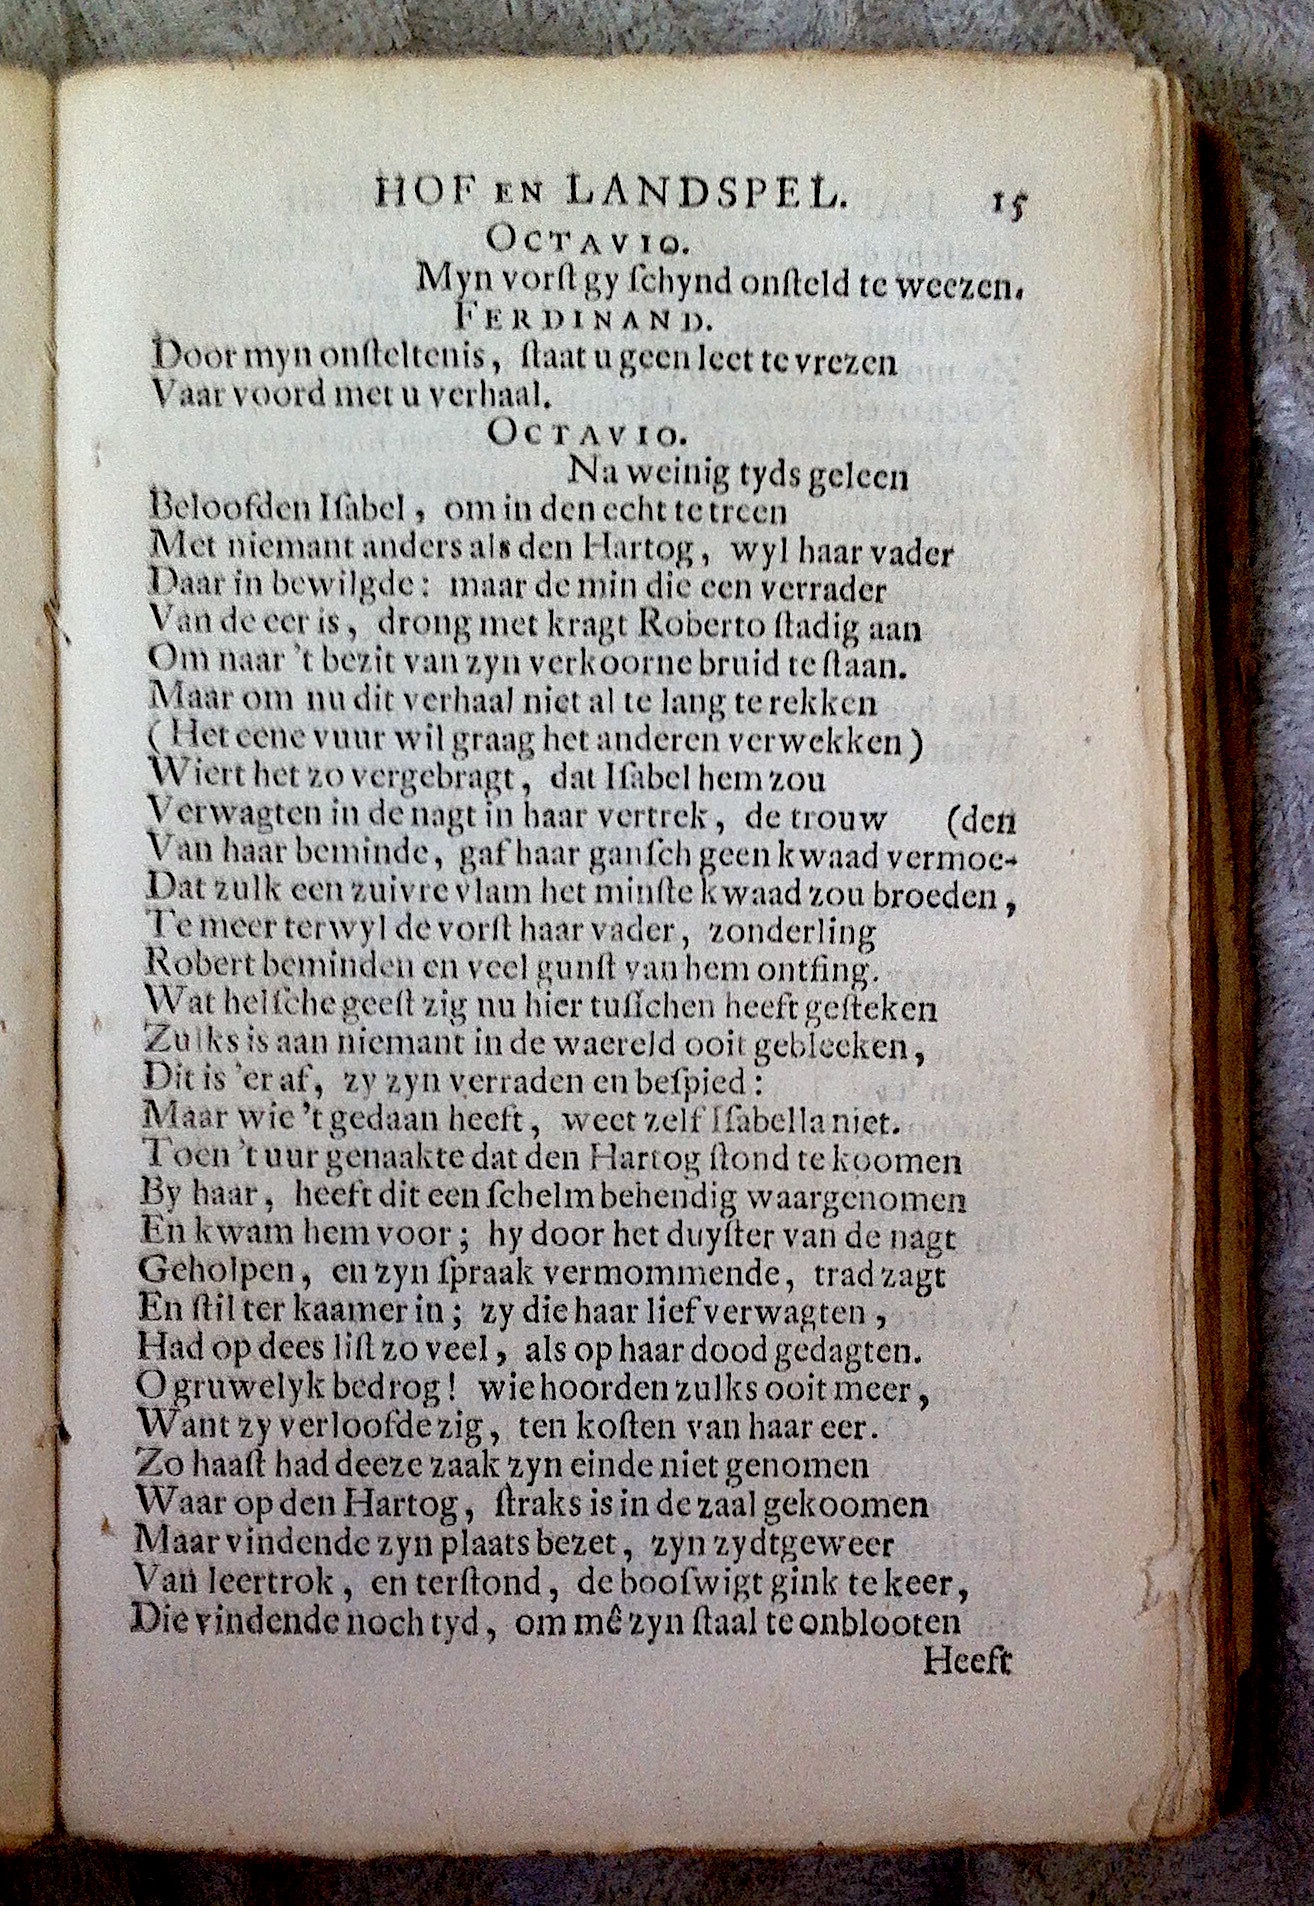 HOF EN LANDSPEL. 15
OCTAVIO.
Myn vorſt gy ſchynd onſteld te weezen.
FERDINAND.
Door myn onſteltenis, ſtaat u geen leet te vrezen
Vaar voord met u verhaal.
OCTAVIO.
Na weinig tyds geleen
Beloofden Iſabel, om in den echt te treen
Met niemant anders als den Hartog, wyl haar vader
Daar in bewilgde: maar de min die een verrader
Van de eer is, drong met kragt Roberto ſtadig aan
Om naar 't bezit van zyn verkoorne bruid te ſtaan.
Maar om nu dit verhaal niet al te lang te rekken
(Het eene vuur wil graag het anderen verwekken)
Wiert het zo vergebragt, dat Iſabel hem zou
Verwagten in de nagt in haar vertrek, de trouw (den
Van haar beminde, gaf haar ganſch geen kwaad vermoe-
Dat zulk een zuivre vlam het minſte kwaad zou broeden,
Te meer terwyl de vorſt haar vader, zonderling
Robert beminden en veel gunſt van hem ontfing.
Wat helſche geeſt zig nu hier tuſſchen heeft geſteken
Zulks is aan niemant in de waereld ooit gebleeken,
Dit is 'er af, zy zyn verraden en beſpied:
Maar wie 't gedaan heeft, weet zelf Iſabella niet.
Toen 't uur genaakte dat den Hartog ſtond te koomen
By haar, heeft dit een ſchelm behendig waargenomen
En kwam hem voor; hy door het duyſter van de nagt
Geholpen, en zyn ſpraak vermommende, trad zagt
En ſtil ter kaamer in; zy die haar lief verwagten,
Had op dees liſt zo veel, als op haar dood gedagten.
O gruwelyk bedrog! wie hoorden zulks ooit meer,
Want zy verloofde zig, ten koſten van haar eer.
Zo haaſt had deeze zaak zyn einde niet genomen
Waar op den Hartog, ſtraks is in de zaal gekoomen
Maar vindende zyn plaats bezet, zyn zydtgeweer
Van leertrok, en terſtond, de booſwigt gink te keer,
Die vindende noch tyd, om mê zyn ſtaal te onblooten
Heeft